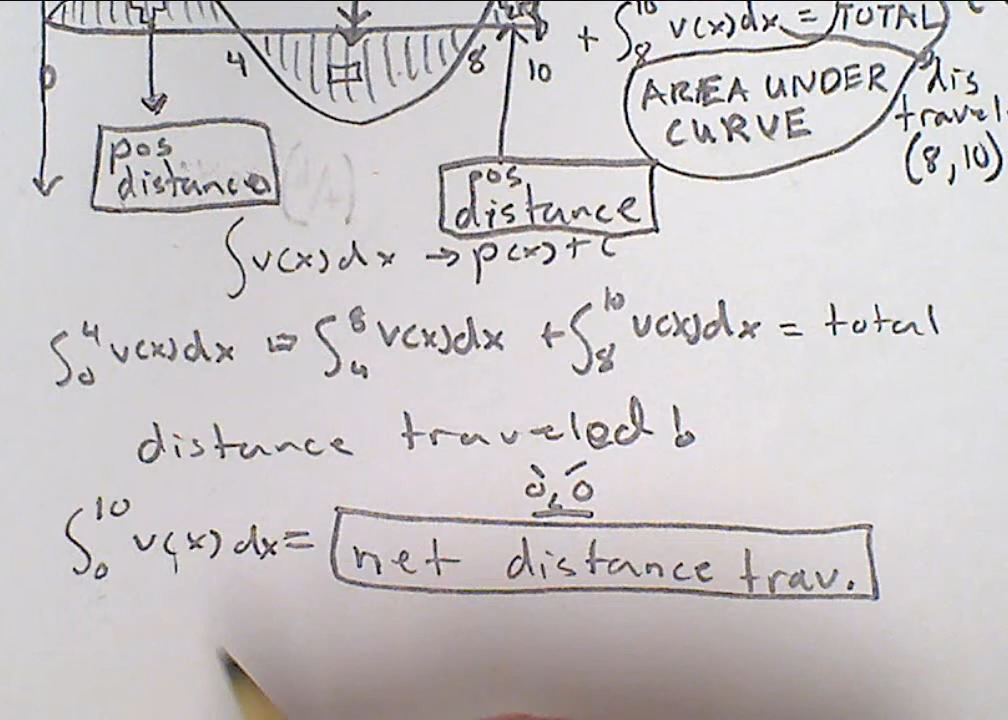 + ∫₈¹⁰ v(x)dx = TOTAL
4
8
10
AREA UNDER
CURVE
dis
travel
(8,10)
pos
distance
pos
distance
∫v(x)dx → p(x)+C
∫₀⁴ v(x)dx = ∫₄⁸ v(x)dx + ∫₈¹⁰ v(x)dx = total
distance traveled!
∫₀¹⁰ v(x)dx = net distance trav.